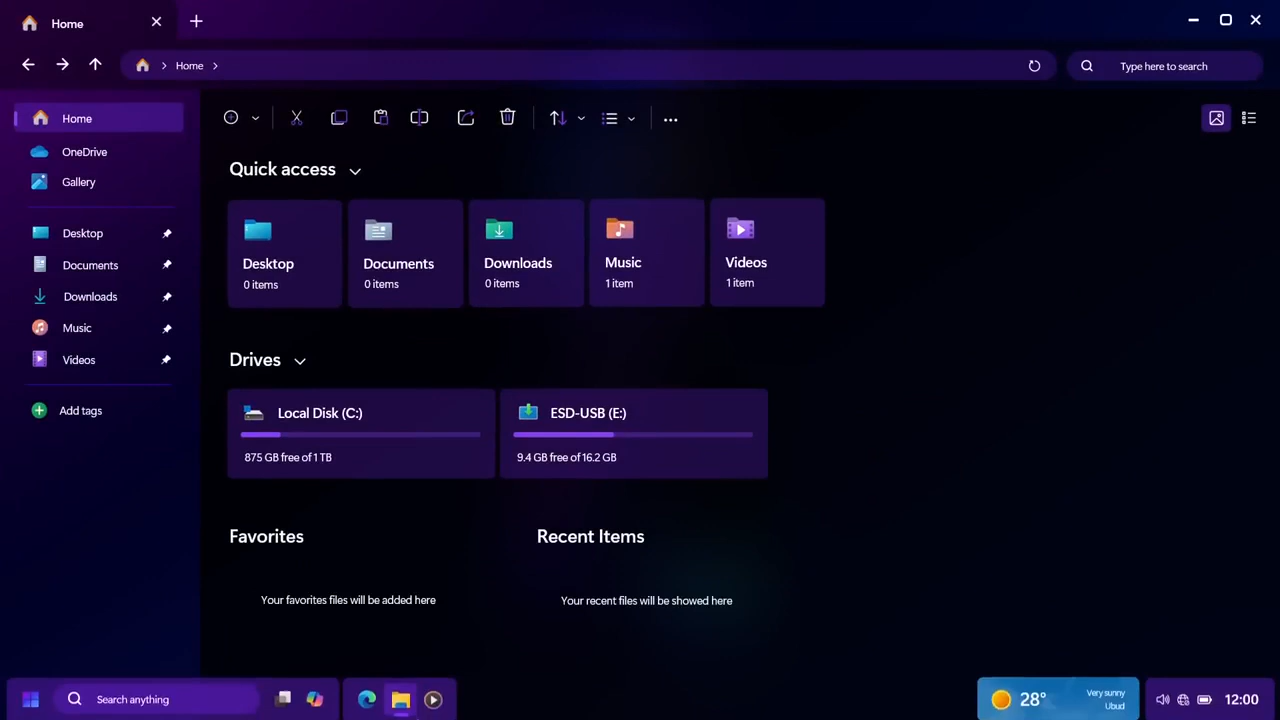 Home
Home
Type here to search
Home
OneDrive
Gallery
Desktop
Documents
Downloads
Music
Videos
Add tags
Quick access
Desktop
0 items
Documents
0 items
Downloads
0 items
Music
1 item
Videos
1 item
Drives
Local Disk (C:)
875 GB free of 1 TB
ESD-USB (E:)
9.4 GB free of 16.2 GB
Favorites
Your favorites files will be added here
Recent Items
Your recent files will be showed here
Search anything
28°
Very sunny
Ubud
12:00